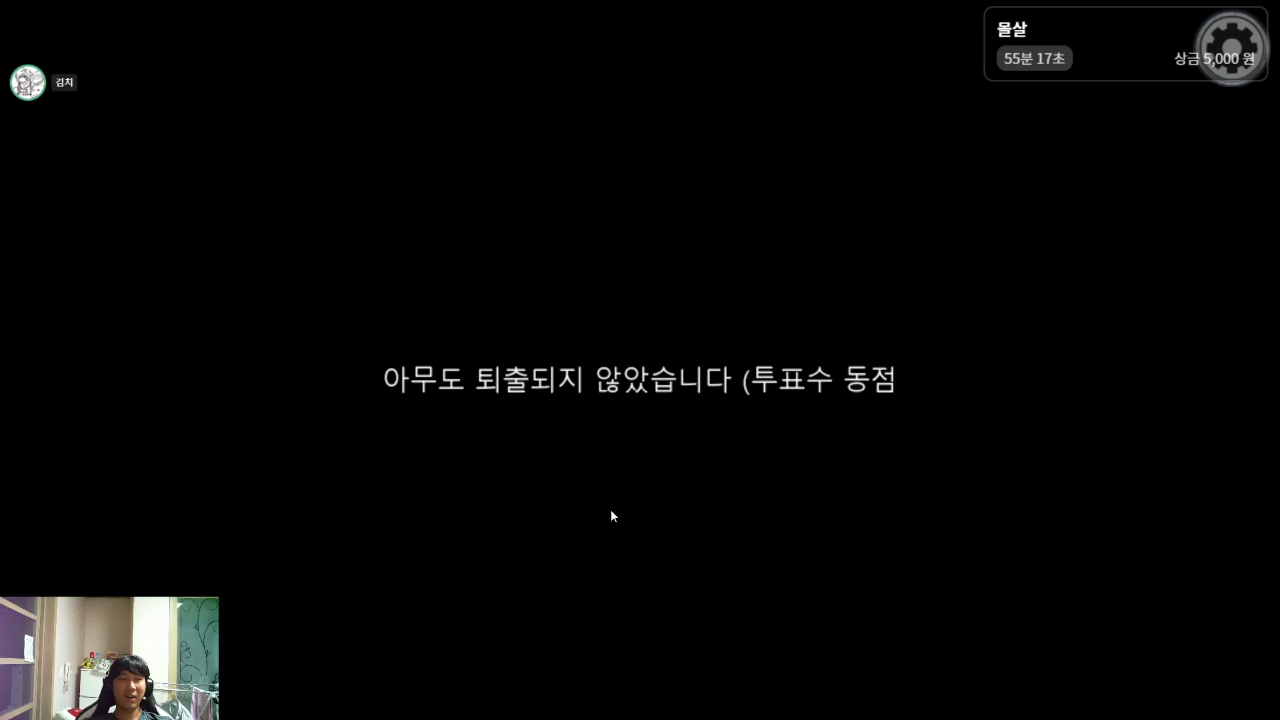 몰살
55분 17초
상금 5,000 원
김치
아무도 퇴출되지 않았습니다 (투표수 동점